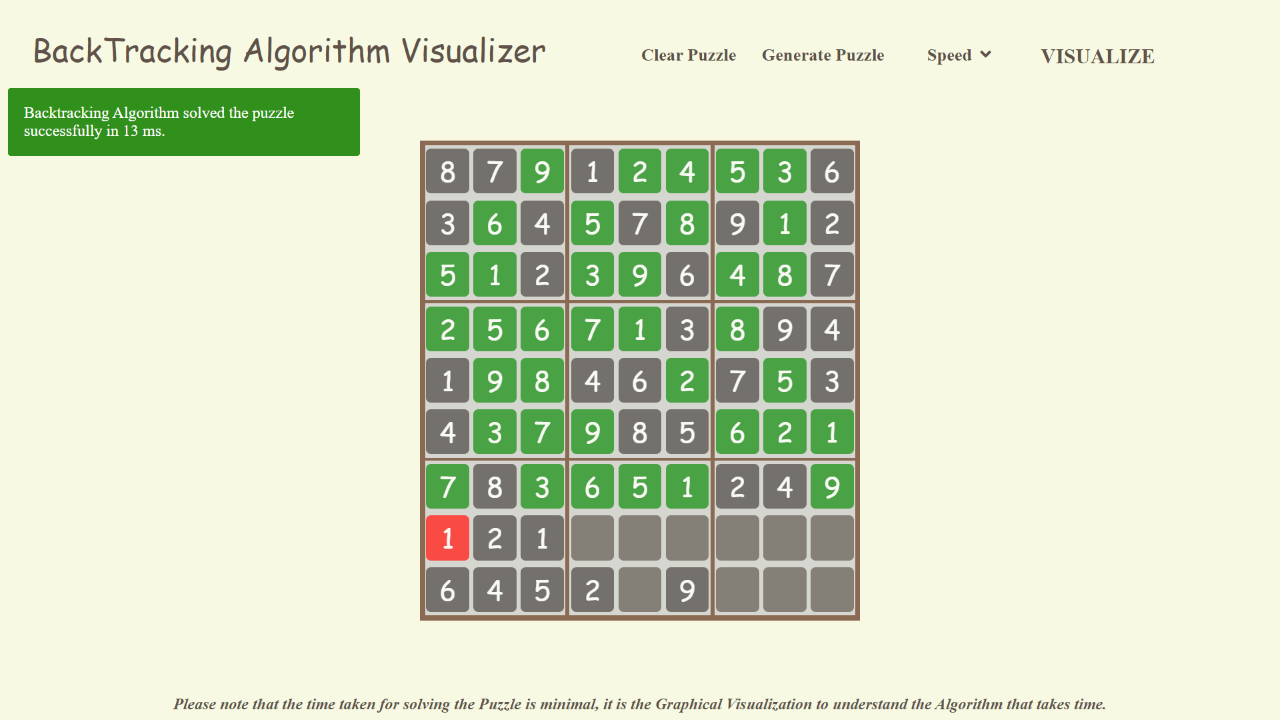 BackTracking Algorithm Visualizer
Clear Puzzle
Generate Puzzle
Speed
VISUALIZE
Backtracking Algorithm solved the puzzle
successfully in 13 ms.
8 7 9 1 2 4 5 3 6
3 6 4 5 7 8 9 1 2
5 1 2 3 9 6 4 8 7
2 5 6 7 1 3 8 9 4
1 9 8 4 6 2 7 5 3
4 3 7 9 8 5 6 2 1
7 8 3 6 5 1 2 4 9
1 2 1
6 4 5 2 9
Please note that the time taken for solving the Puzzle is minimal, it is the Graphical Visualization to understand the Algorithm that takes time.